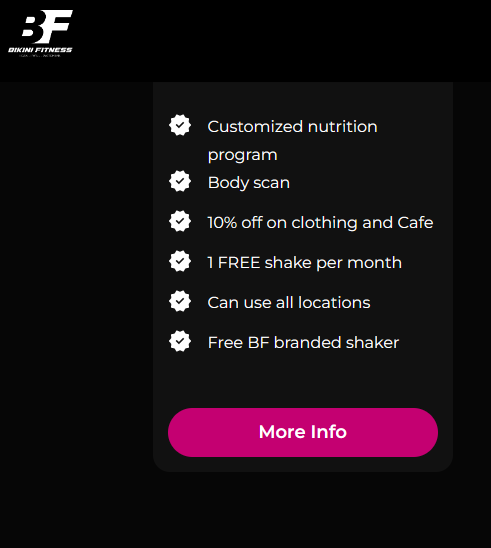 BF
BIKINI FITNESS
Customized nutrition
program
Body scan
10% off on clothing and Cafe
1 FREE shake per month
Can use all locations
Free BF branded shaker
More Info